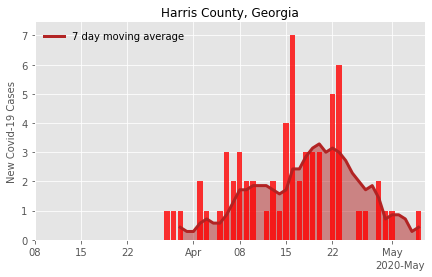 Harris County, Georgia
7 day moving average
New Covid-19 Cases
7
6
5
4
3
2
1
0
08 15 22 Apr 08 15 22 May
2020-May